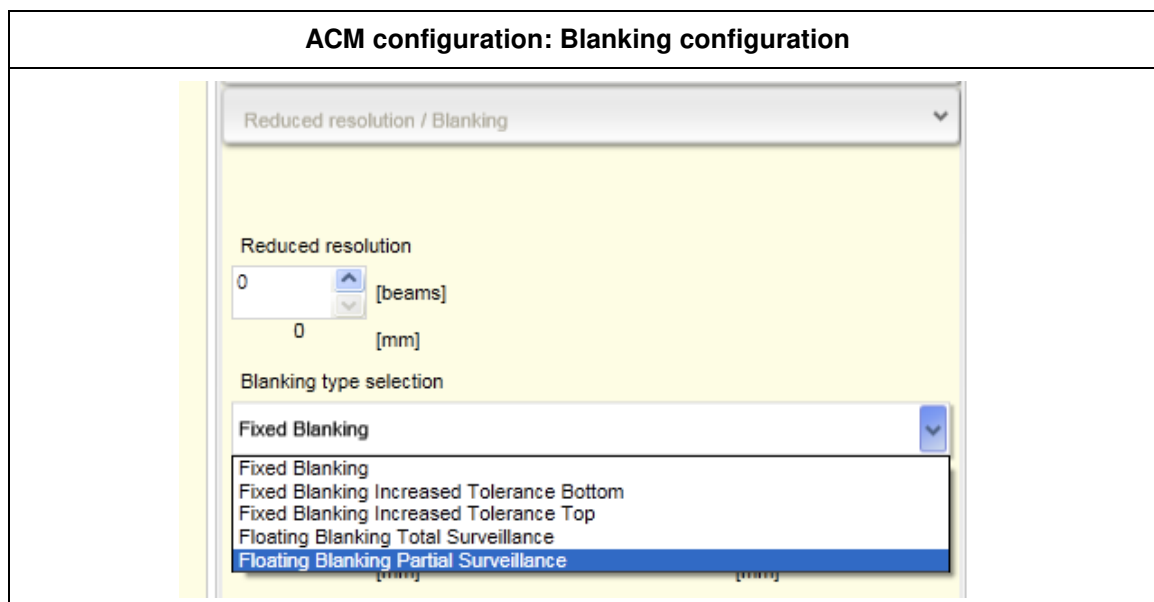 ACM configuration: Blanking configuration
Reduced resolution / Blanking
Reduced resolution
0
[beams]
0
[mm]
Blanking type selection
Fixed Blanking
Fixed Blanking
Fixed Blanking Increased Tolerance Bottom
Fixed Blanking Increased Tolerance Top
Floating Blanking Total Surveillance
Floating Blanking Partial Surveillance
[mm] [mm]